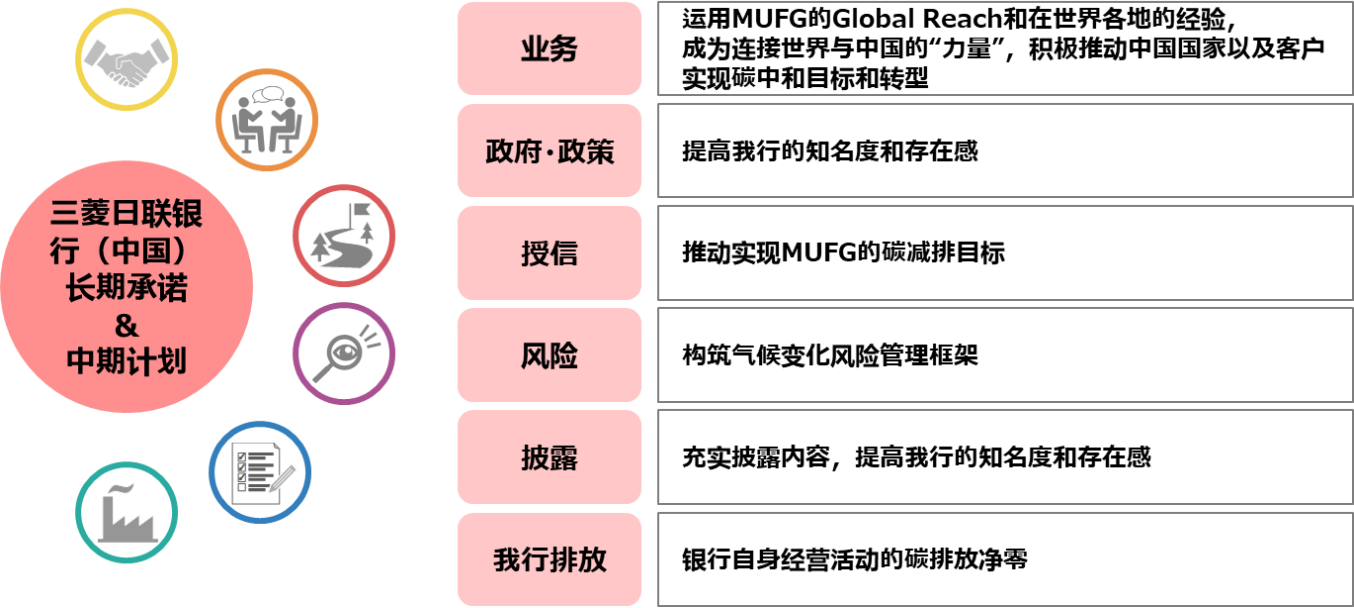 三菱日联银
行（中国）
长期承诺
&
中期计划
业务
运用MUFG的Global Reach和在世界各地的经验，
成为连接世界与中国的“力量”，积极推动中国国家以及客户
实现碳中和目标和转型
政府·政策
提高我行的知名度和存在感
授信
推动实现MUFG的碳减排目标
风险
构筑气候变化风险管理框架
披露
充实披露内容，提高我行的知名度和存在感
我行排放
银行自身经营活动的碳排放净零